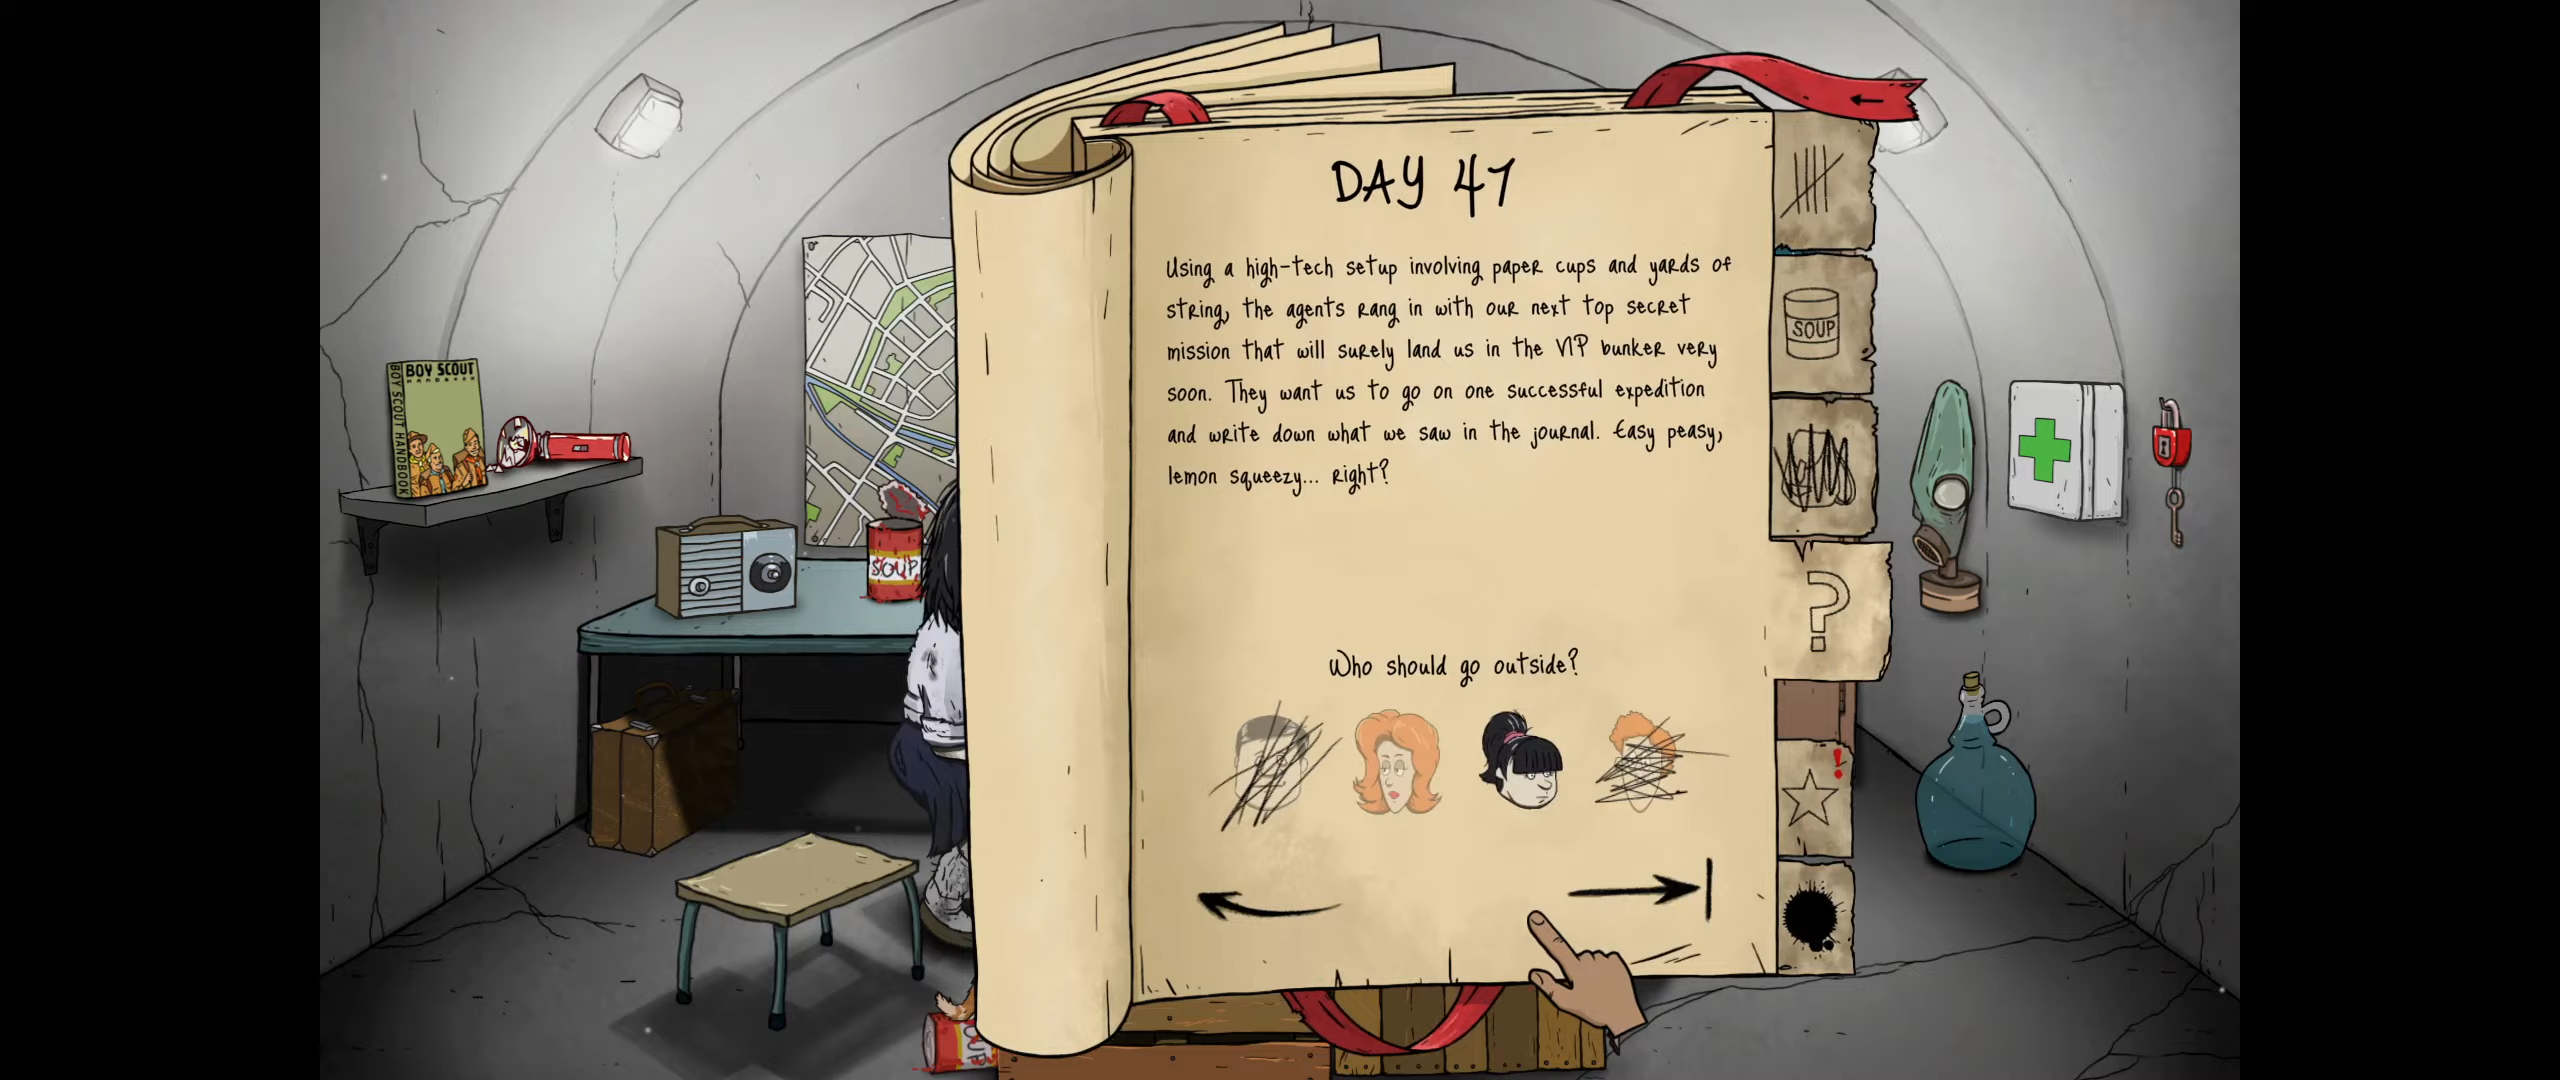 DAY 47
Using a high-tech setup involving paper cups and yards of
string, the agents rang in with our next top secret
mission that will surely land us in the VIP bunker very
soon. They want us to go on one successful expedition
and write down what we saw in the journal. Easy peasy,
lemon squeezy... right?
Who should go outside?
SOUP
BOY SCOUT
HANDBOOK
BOY SCOUT HANDBOOK
SOUP
?
!